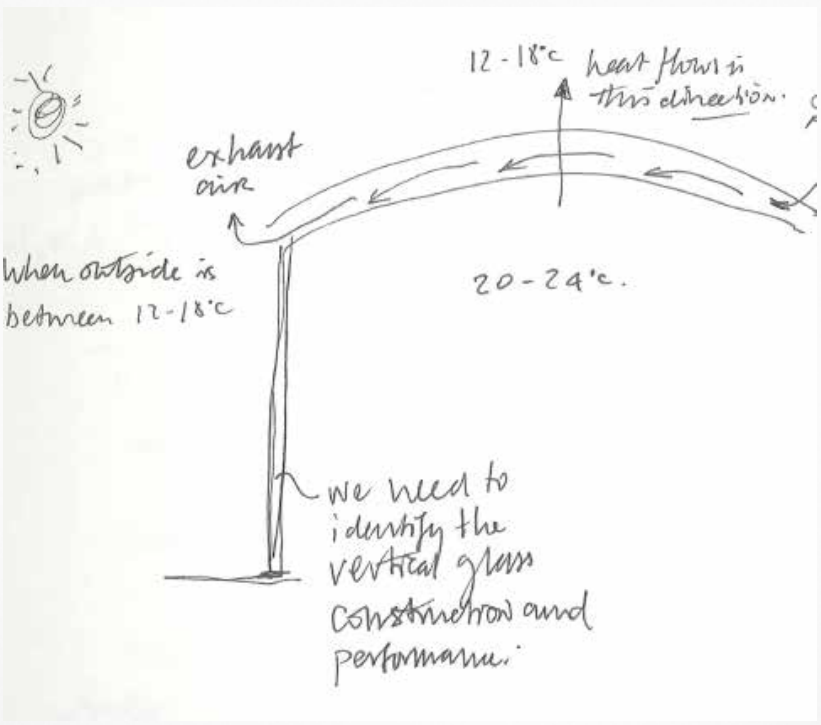 12-18°c
heat flows in
this direction.
exhaust
air
When outside is
between 12-18°c
20-24°c.
we need to
identify the
vertical glass
construction and
performance.